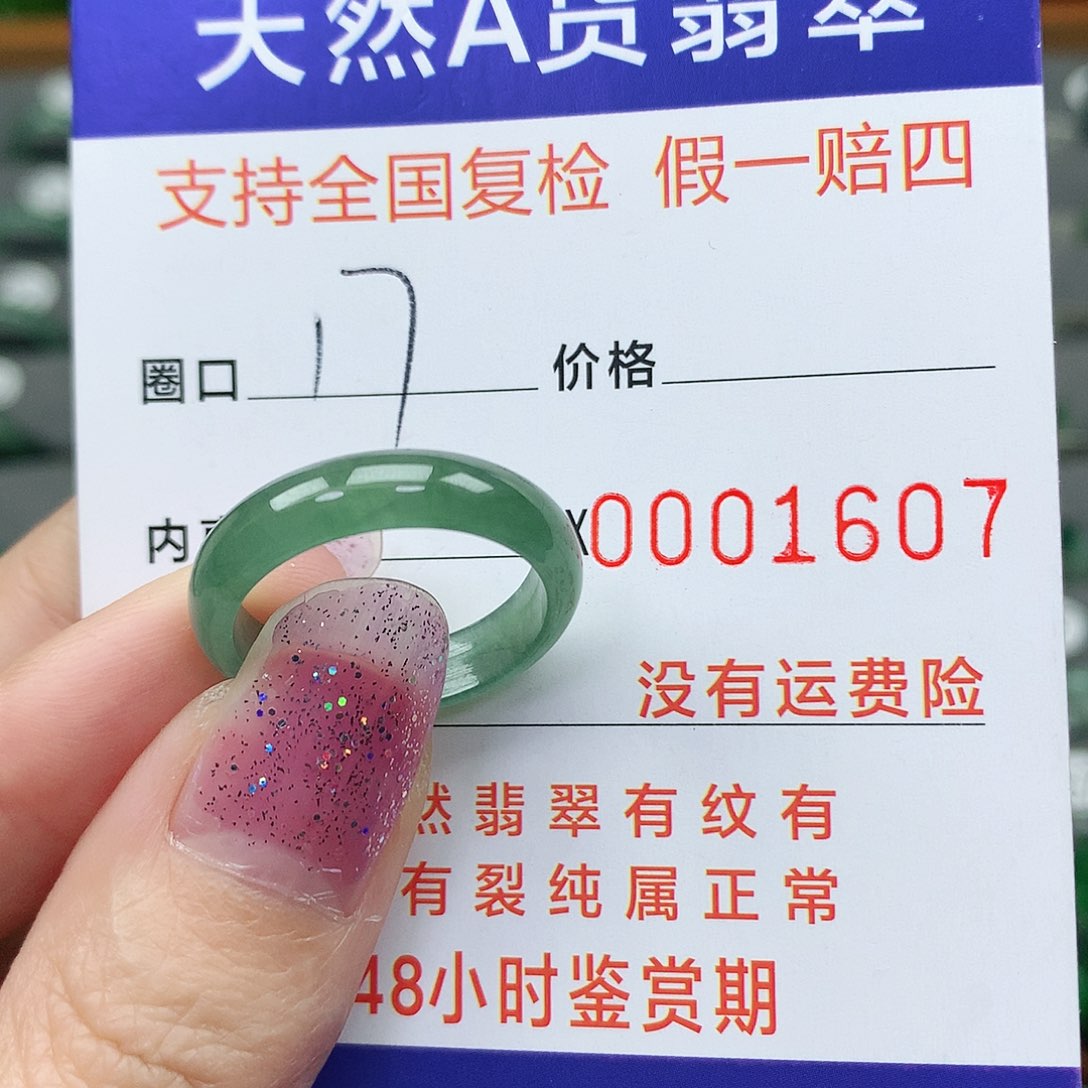 天然A货翡翠
支持全国复检 假一赔四
圈口 17 价格
内 X0001607
没有运费险
然翡翠有纹有
有裂纯属正常
48小时鉴赏期